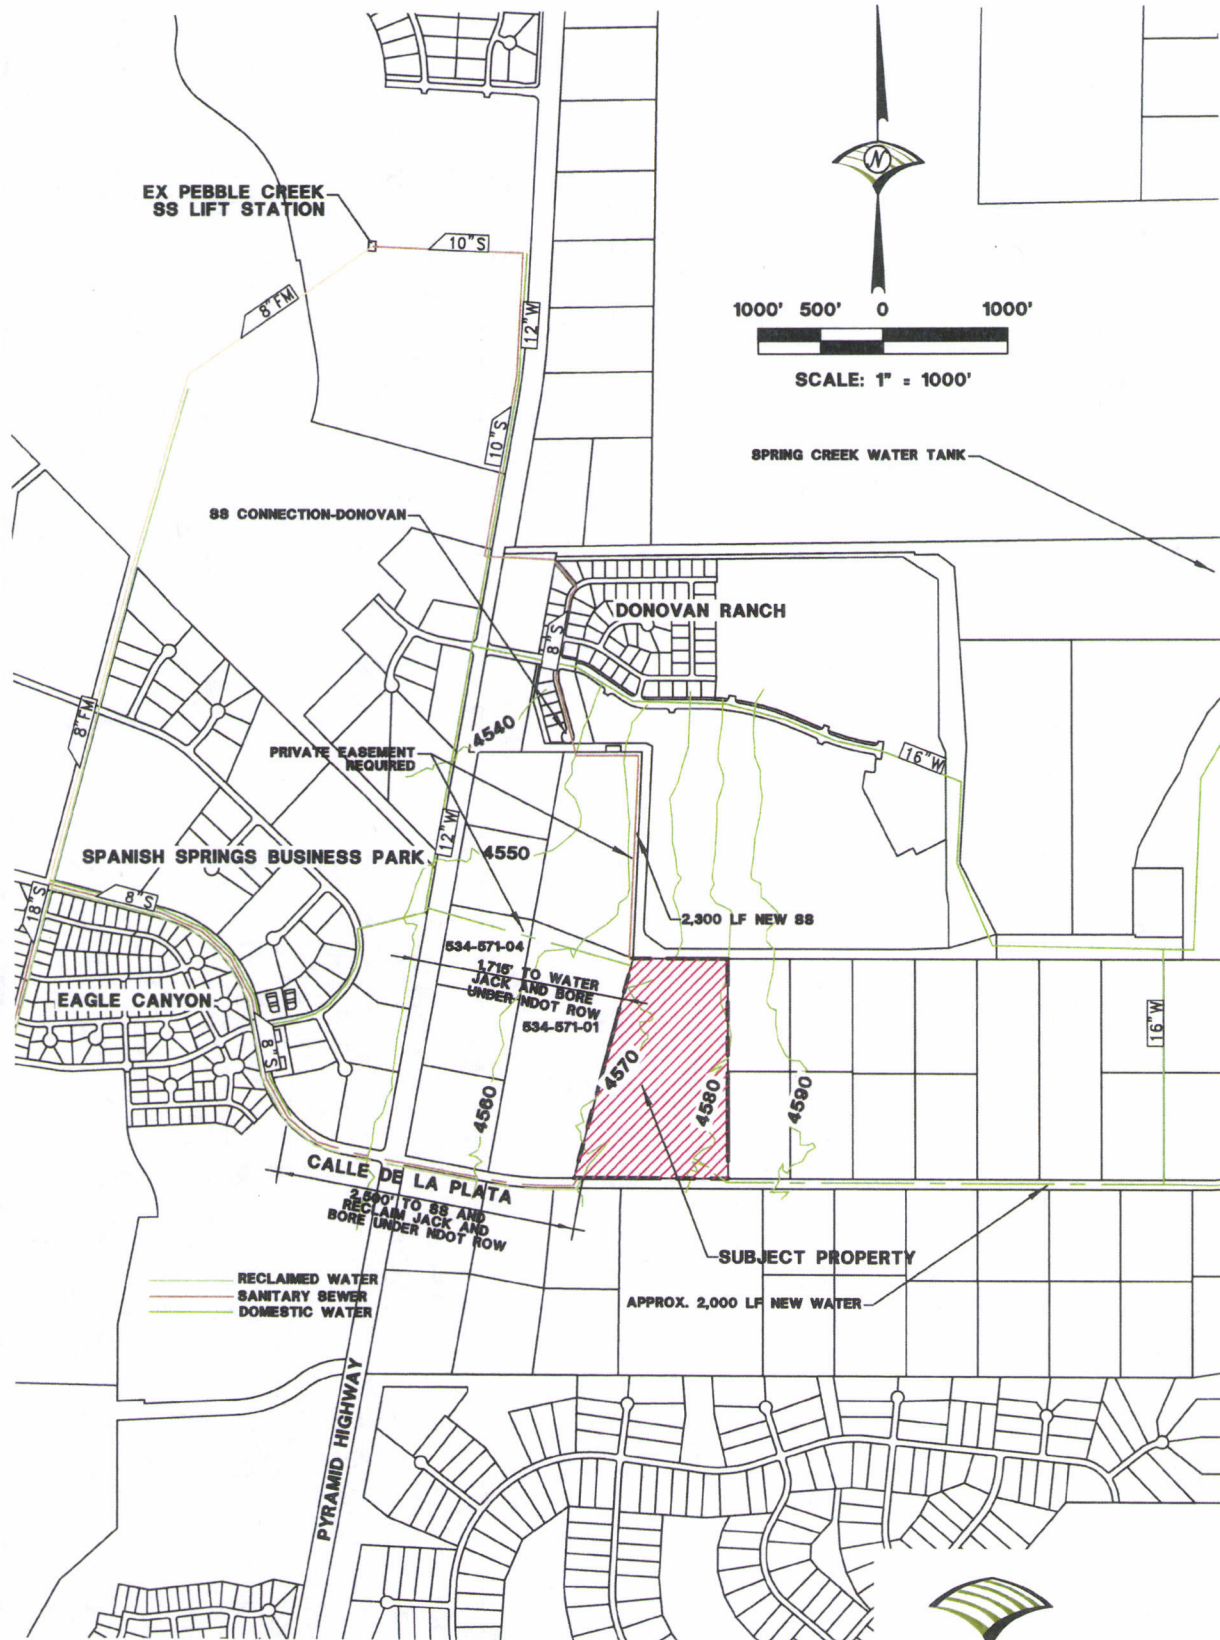 EX PEBBLE CREEK
SS LIFT STATION
10"S
8"FM
12"W
10"S
N
1000' 500' 0 1000'
SCALE: 1" = 1000'
SPRING CREEK WATER TANK
SS CONNECTION-DONOVAN
DONOVAN RANCH
8"S
8"FM
4540
PRIVATE EASEMENT
REQUIRED
16"W
12"W
SPANISH SPRINGS BUSINESS PARK
4550
18"S
8"S
2,300 LF NEW SS
534-571-04
1,715' TO WATER
JACK AND BORE
UNDER NDOT ROW
534-571-01
EAGLE CANYON
8"S
16"W
4570
4580
4590
4560
CALLE DE LA PLATA
2,500' TO SS AND
RECLAIM JACK AND
BORE UNDER NDOT ROW
SUBJECT PROPERTY
RECLAIMED WATER
SANITARY SEWER
DOMESTIC WATER
APPROX. 2,000 LF NEW WATER
PYRAMID HIGHWAY